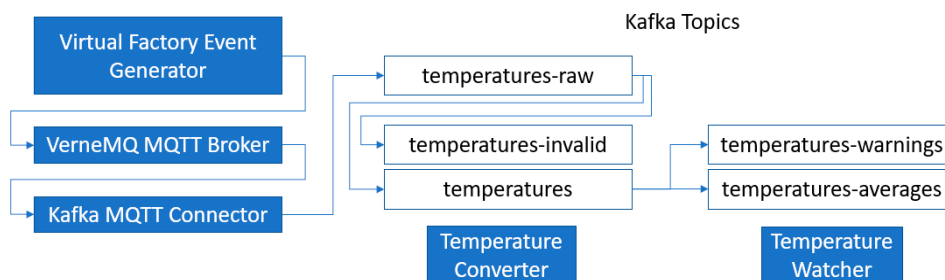 Kafka Topics
Virtual Factory Event
Generator
temperatures-raw
VerneMQ MQTT Broker
temperatures-invalid
temperatures-warnings
Kafka MQTT Connector
temperatures
temperatures-averages
Temperature
Converter
Temperature
Watcher